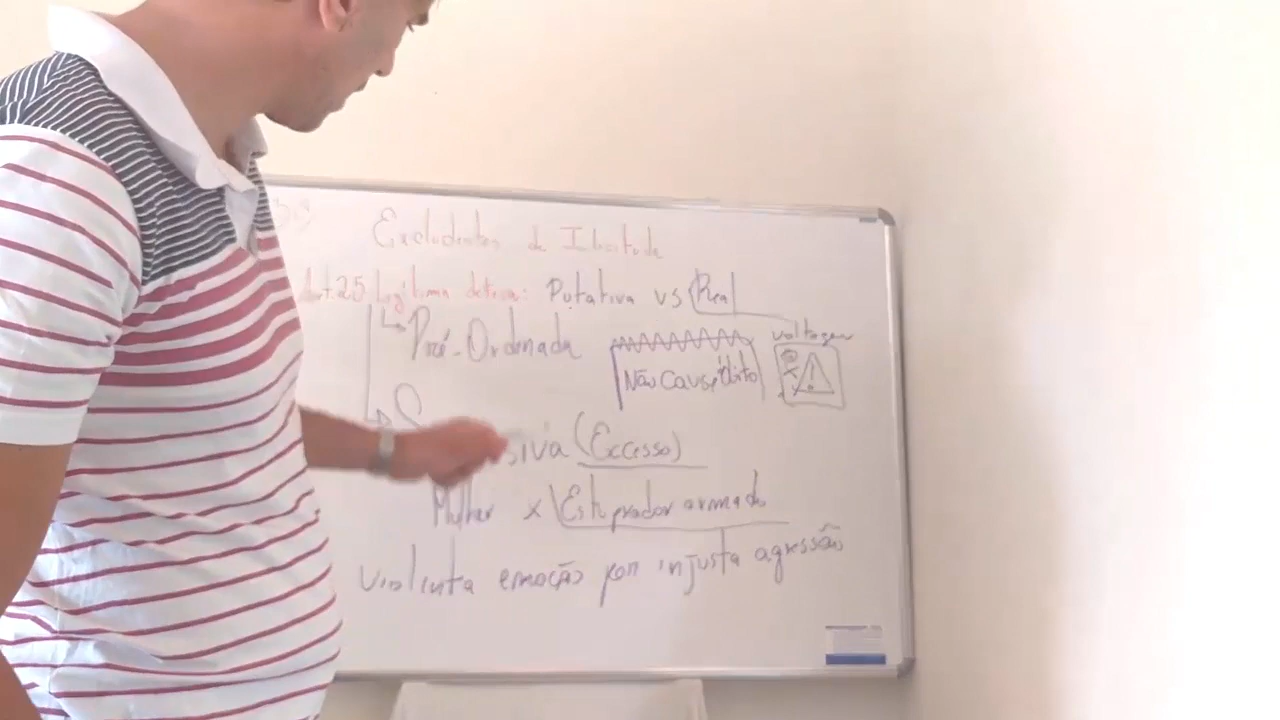 Excludentes de Ilicitude
Art 25 Legítima defesa: Putativa vs Real
Pré-Ordenada
voltagem
Não Causa Óbito
siva (Excesso)
Mulher x Estuprador armado
Violenta emoção por injusta agressão